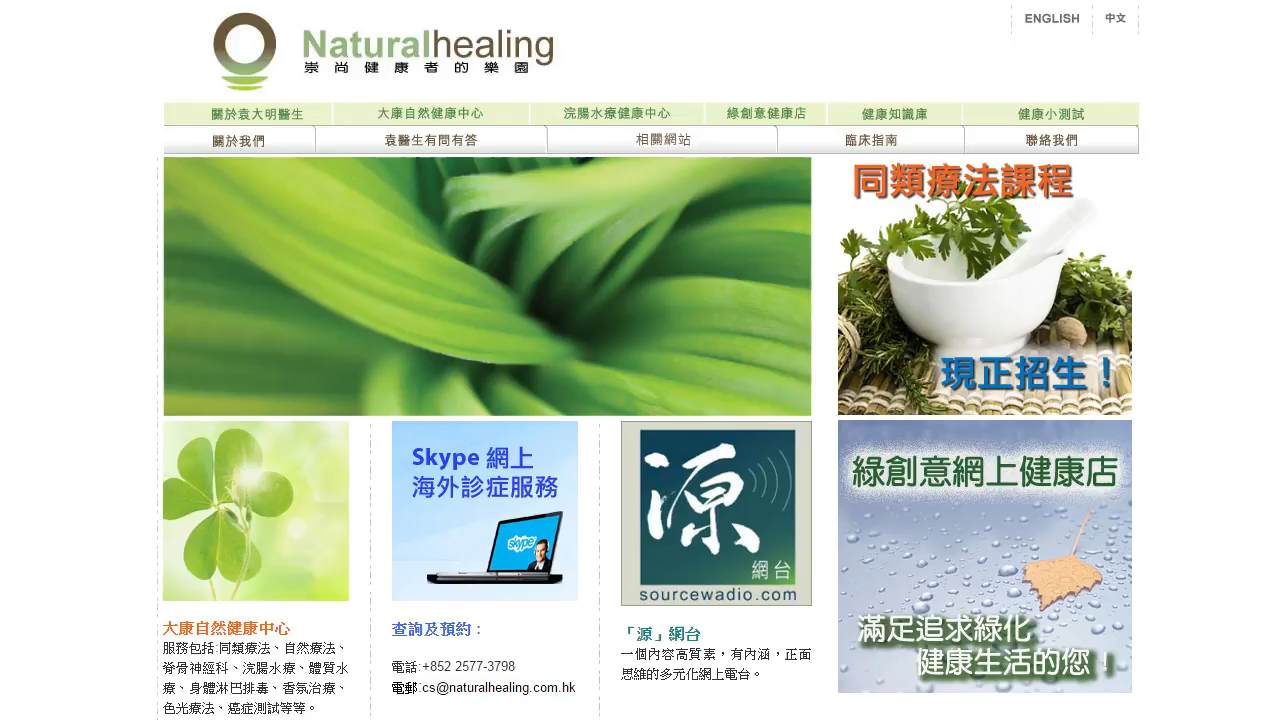 ENGLISH 中文
Naturalhealing
崇尚健康者的樂園
關於袁大明醫生 大康自然健康中心 浣腸水療健康中心 綠創意健康店 健康知識庫 健康小測試
關於我們 袁醫生有問有答 相關網站 臨床指南 聯絡我們
同類療法課程
現正招生！
Skype 網上
海外診症服務
skype
源
網台
sourcewadio.com
綠創意網上健康店
滿足追求綠化
健康生活的您！
大康自然健康中心
服務包括:同類療法、自然療法、
脊骨神經科、浣腸水療、體質水
療、身體淋巴排毒、香氛治療、
色光療法、癌症測試等等。
查詢及預約：
電話:+852 2577-3798
電郵:cs@naturalhealing.com.hk
「源」網台
一個內容高質素，有內涵，正面
思維的多元化網上電台。